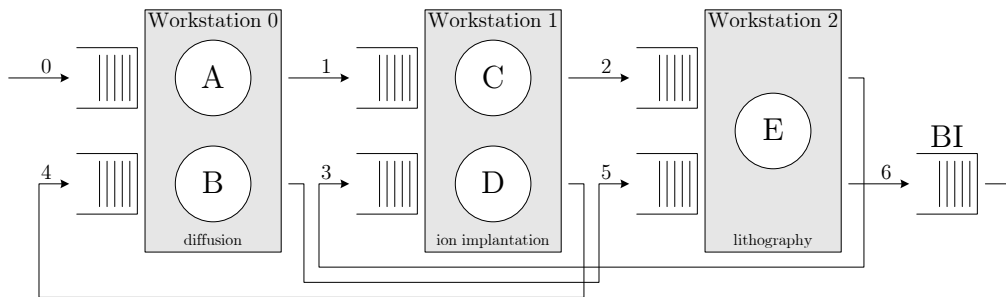 Workstation 0
Workstation 1
Workstation 2
0
A
1
C
2
E
BI
4
B
3
D
5
6
diffusion
ion implantation
lithography